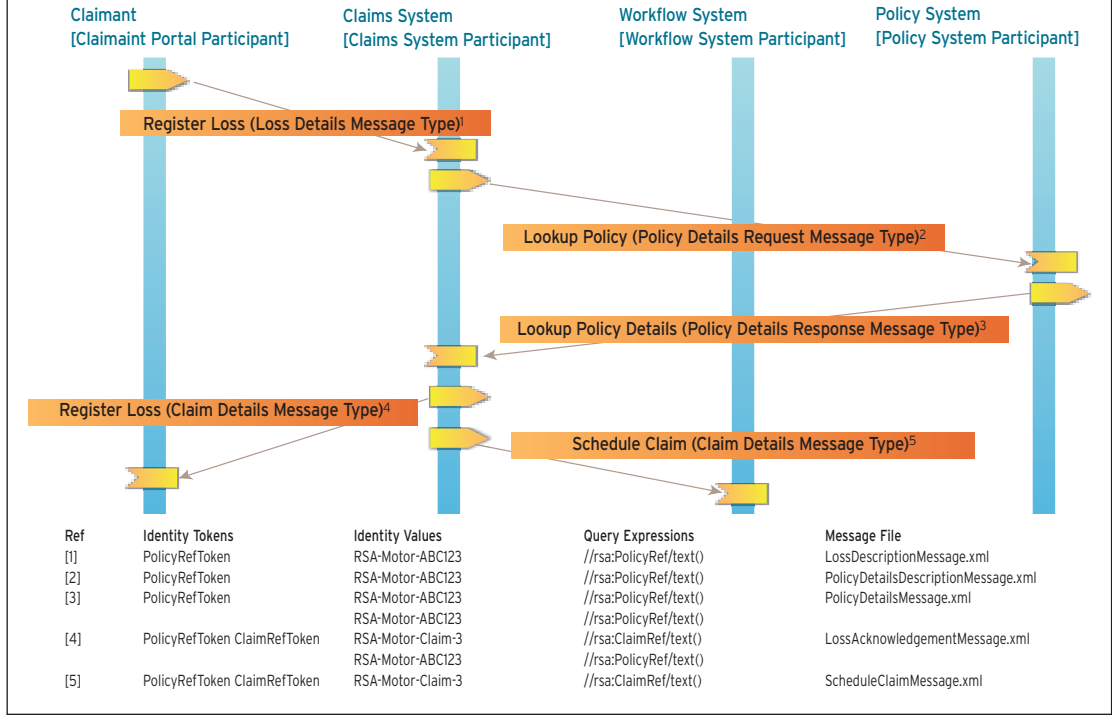 Claimant
[Claimaint Portal Participant]
Claims System
[Claims System Participant]
Workflow System
[Workflow System Participant]
Policy System
[Policy System Participant]
Register Loss (Loss Details Message Type)1
Lookup Policy (Policy Details Request Message Type)2
Lookup Policy Details (Policy Details Response Message Type)3
Register Loss (Claim Details Message Type)4
Schedule Claim (Claim Details Message Type)5
Ref Identity Tokens Identity Values Query Expressions Message File
[1] PolicyRefToken RSA-Motor-ABC123 //rsa:PolicyRef/text() LossDescriptionMessage.xml
[2] PolicyRefToken RSA-Motor-ABC123 //rsa:PolicyRef/text() PolicyDetailsDescriptionMessage.xml
[3] PolicyRefToken RSA-Motor-ABC123 //rsa:PolicyRef/text() PolicyDetailsMessage.xml
RSA-Motor-ABC123 //rsa:PolicyRef/text()
[4] PolicyRefToken ClaimRefToken RSA-Motor-Claim-3 //rsa:ClaimRef/text() LossAcknowledgementMessage.xml
RSA-Motor-ABC123 //rsa:PolicyRef/text()
[5] PolicyRefToken ClaimRefToken RSA-Motor-Claim-3 //rsa:ClaimRef/text() ScheduleClaimMessage.xml